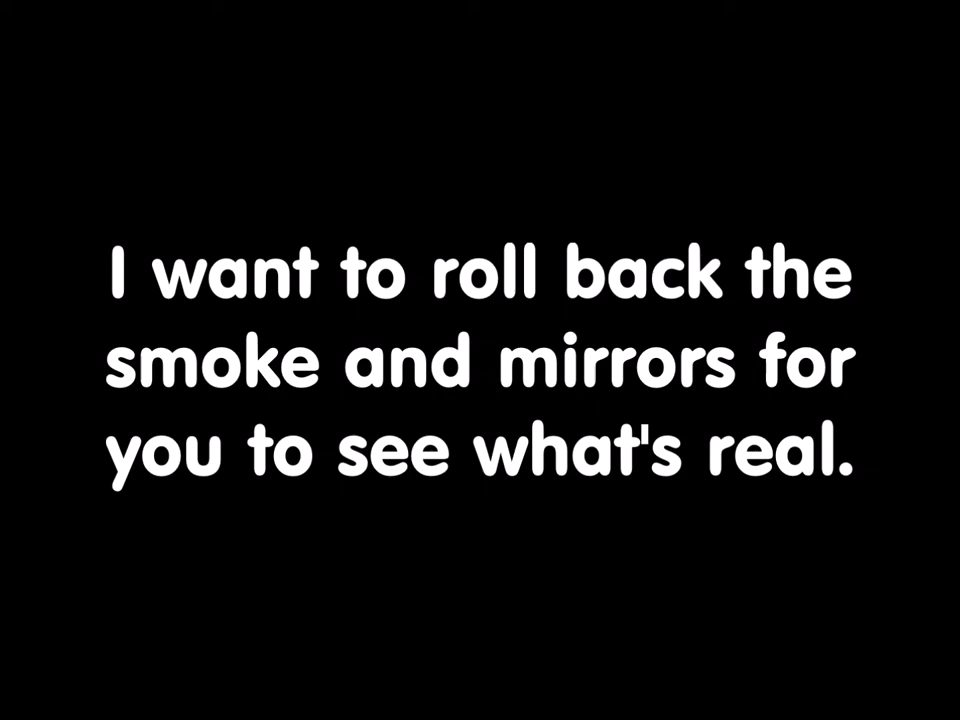 I want to roll back the
smoke and mirrors for
you to see what's real.